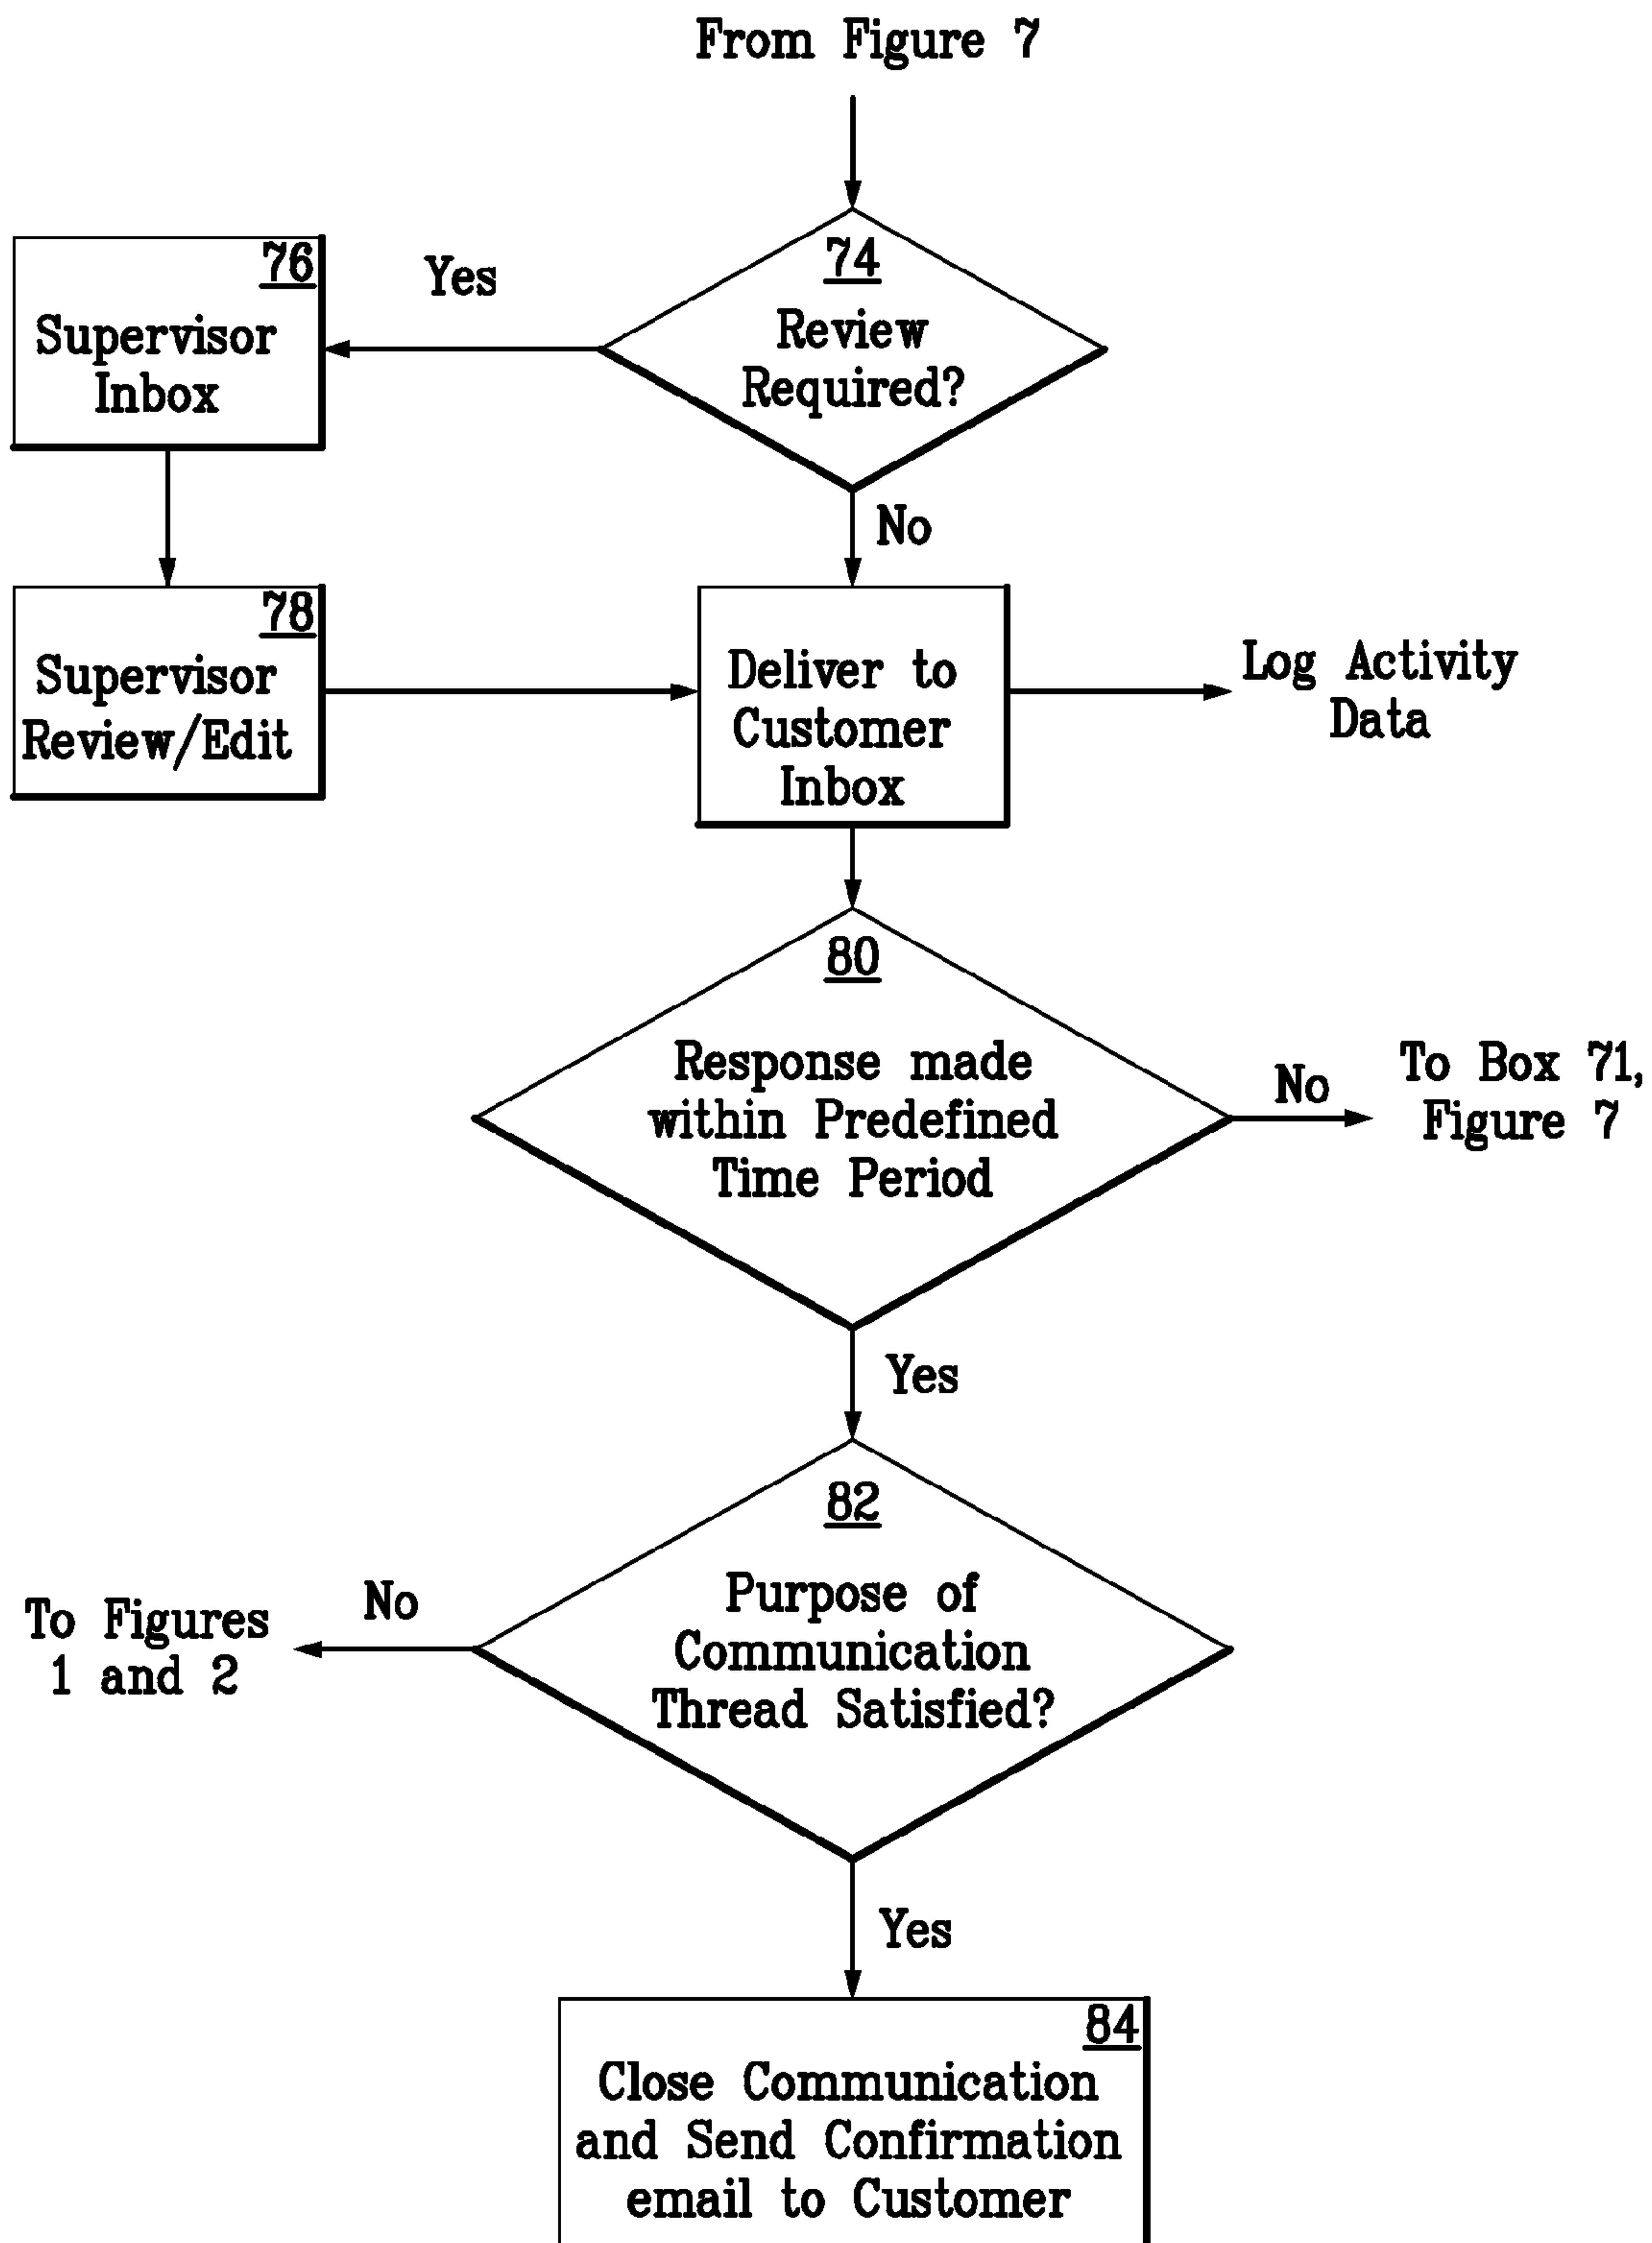 From Figure 7
76
Supervisor
Inbox
Yes
74
Review
Required?
No
78
Supervisor
Review/Edit
Deliver to
Customer
Inbox
Log Activity
Data
80
Response made
within Predefined
Time Period
No
To Box 71,
Figure 7
Yes
82
Purpose of
Communication
Thread Satisfied?
No
To Figures
1 and 2
Yes
84
Close Communication
and Send Confirmation
email to Customer